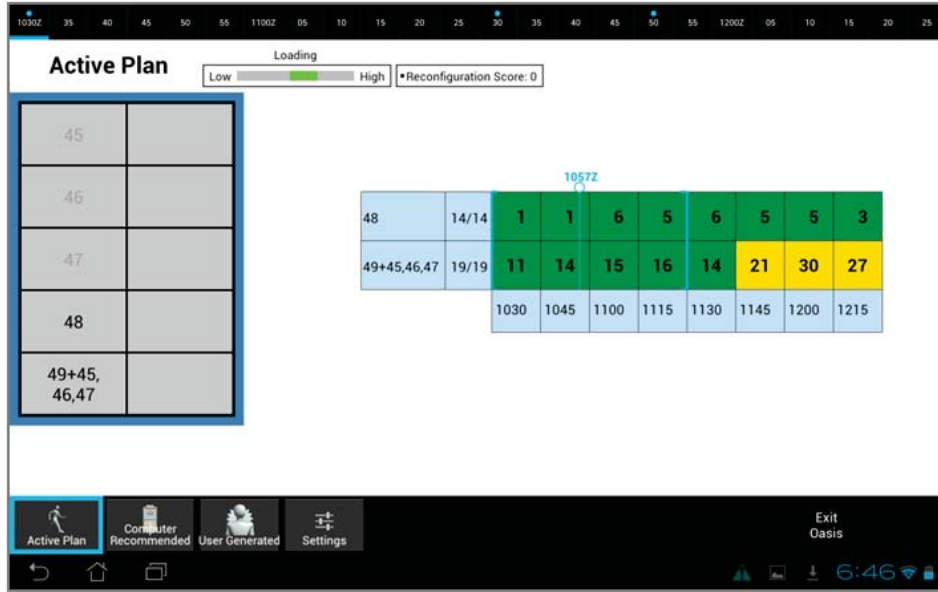 1030Z 35 40 45 50 55 1100Z 05 10 15 20 25 30 35 40 45 50 55 1200Z 05 10 15 20 25
Active Plan
Loading
Low High
•Reconfiguration Score: 0
45
46
47
48
49+45,
46,47
1057Z
48 14/14 1 1 6 5 6 5 5 3
49+45,46,47 19/19 11 14 15 16 14 21 30 27
1030 1045 1100 1115 1130 1145 1200 1215
Active Plan
Computer
Recommended
User Generated
Settings
Exit
Oasis
6:46